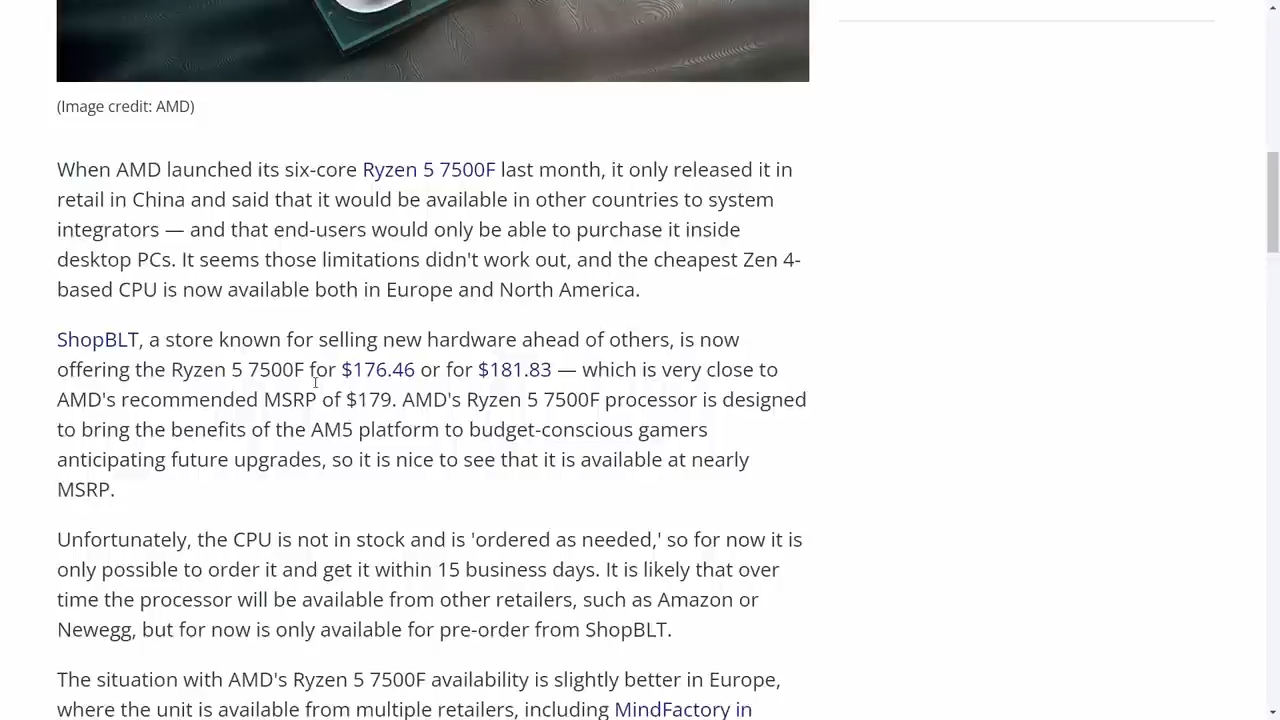 (Image credit: AMD)
When AMD launched its six-core Ryzen 5 7500F last month, it only released it in
retail in China and said that it would be available in other countries to system
integrators — and that end-users would only be able to purchase it inside
desktop PCs. It seems those limitations didn't work out, and the cheapest Zen 4-
based CPU is now available both in Europe and North America.
ShopBLT, a store known for selling new hardware ahead of others, is now
offering the Ryzen 5 7500F for $176.46 or for $181.83 — which is very close to
AMD's recommended MSRP of $179. AMD's Ryzen 5 7500F processor is designed
to bring the benefits of the AM5 platform to budget-conscious gamers
anticipating future upgrades, so it is nice to see that it is available at nearly
MSRP.
Unfortunately, the CPU is not in stock and is 'ordered as needed,' so for now it is
only possible to order it and get it within 15 business days. It is likely that over
time the processor will be available from other retailers, such as Amazon or
Newegg, but for now is only available for pre-order from ShopBLT.
The situation with AMD's Ryzen 5 7500F availability is slightly better in Europe,
where the unit is available from multiple retailers, including MindFactory in